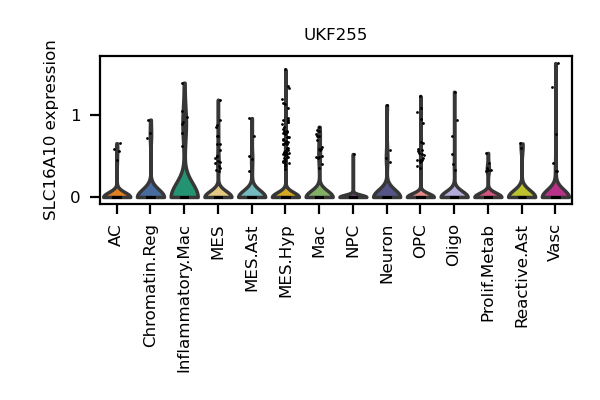 UKF255
SLC16A10 expression
1
0
AC
Chromatin.Reg
Inflammatory.Mac
MES
MES.Ast
MES.Hyp
Mac
NPC
Neuron
OPC
Oligo
Prolif.Metab
Reactive.Ast
Vasc